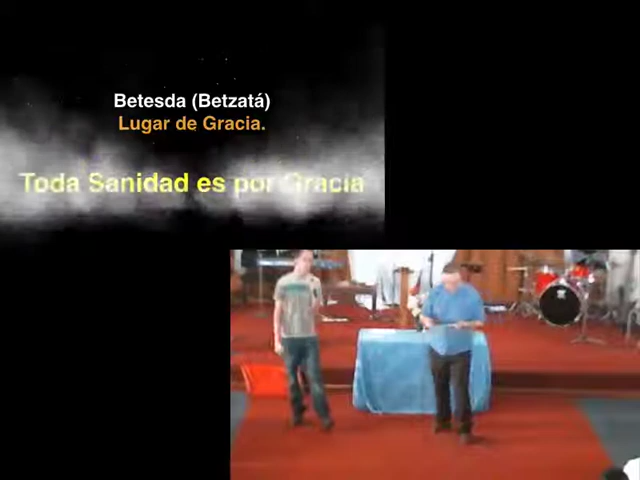 Betesda (Betzatá)
Lugar de Gracia.
Toda Sanidad es por Gracia